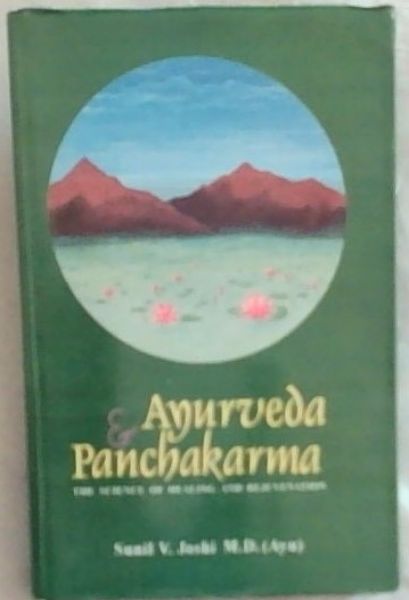 Ayurveda
& Panchakarma
THE SCIENCE OF HEALING AND REJUVENATION
Sunil V. Joshi M.D. (Ayu)